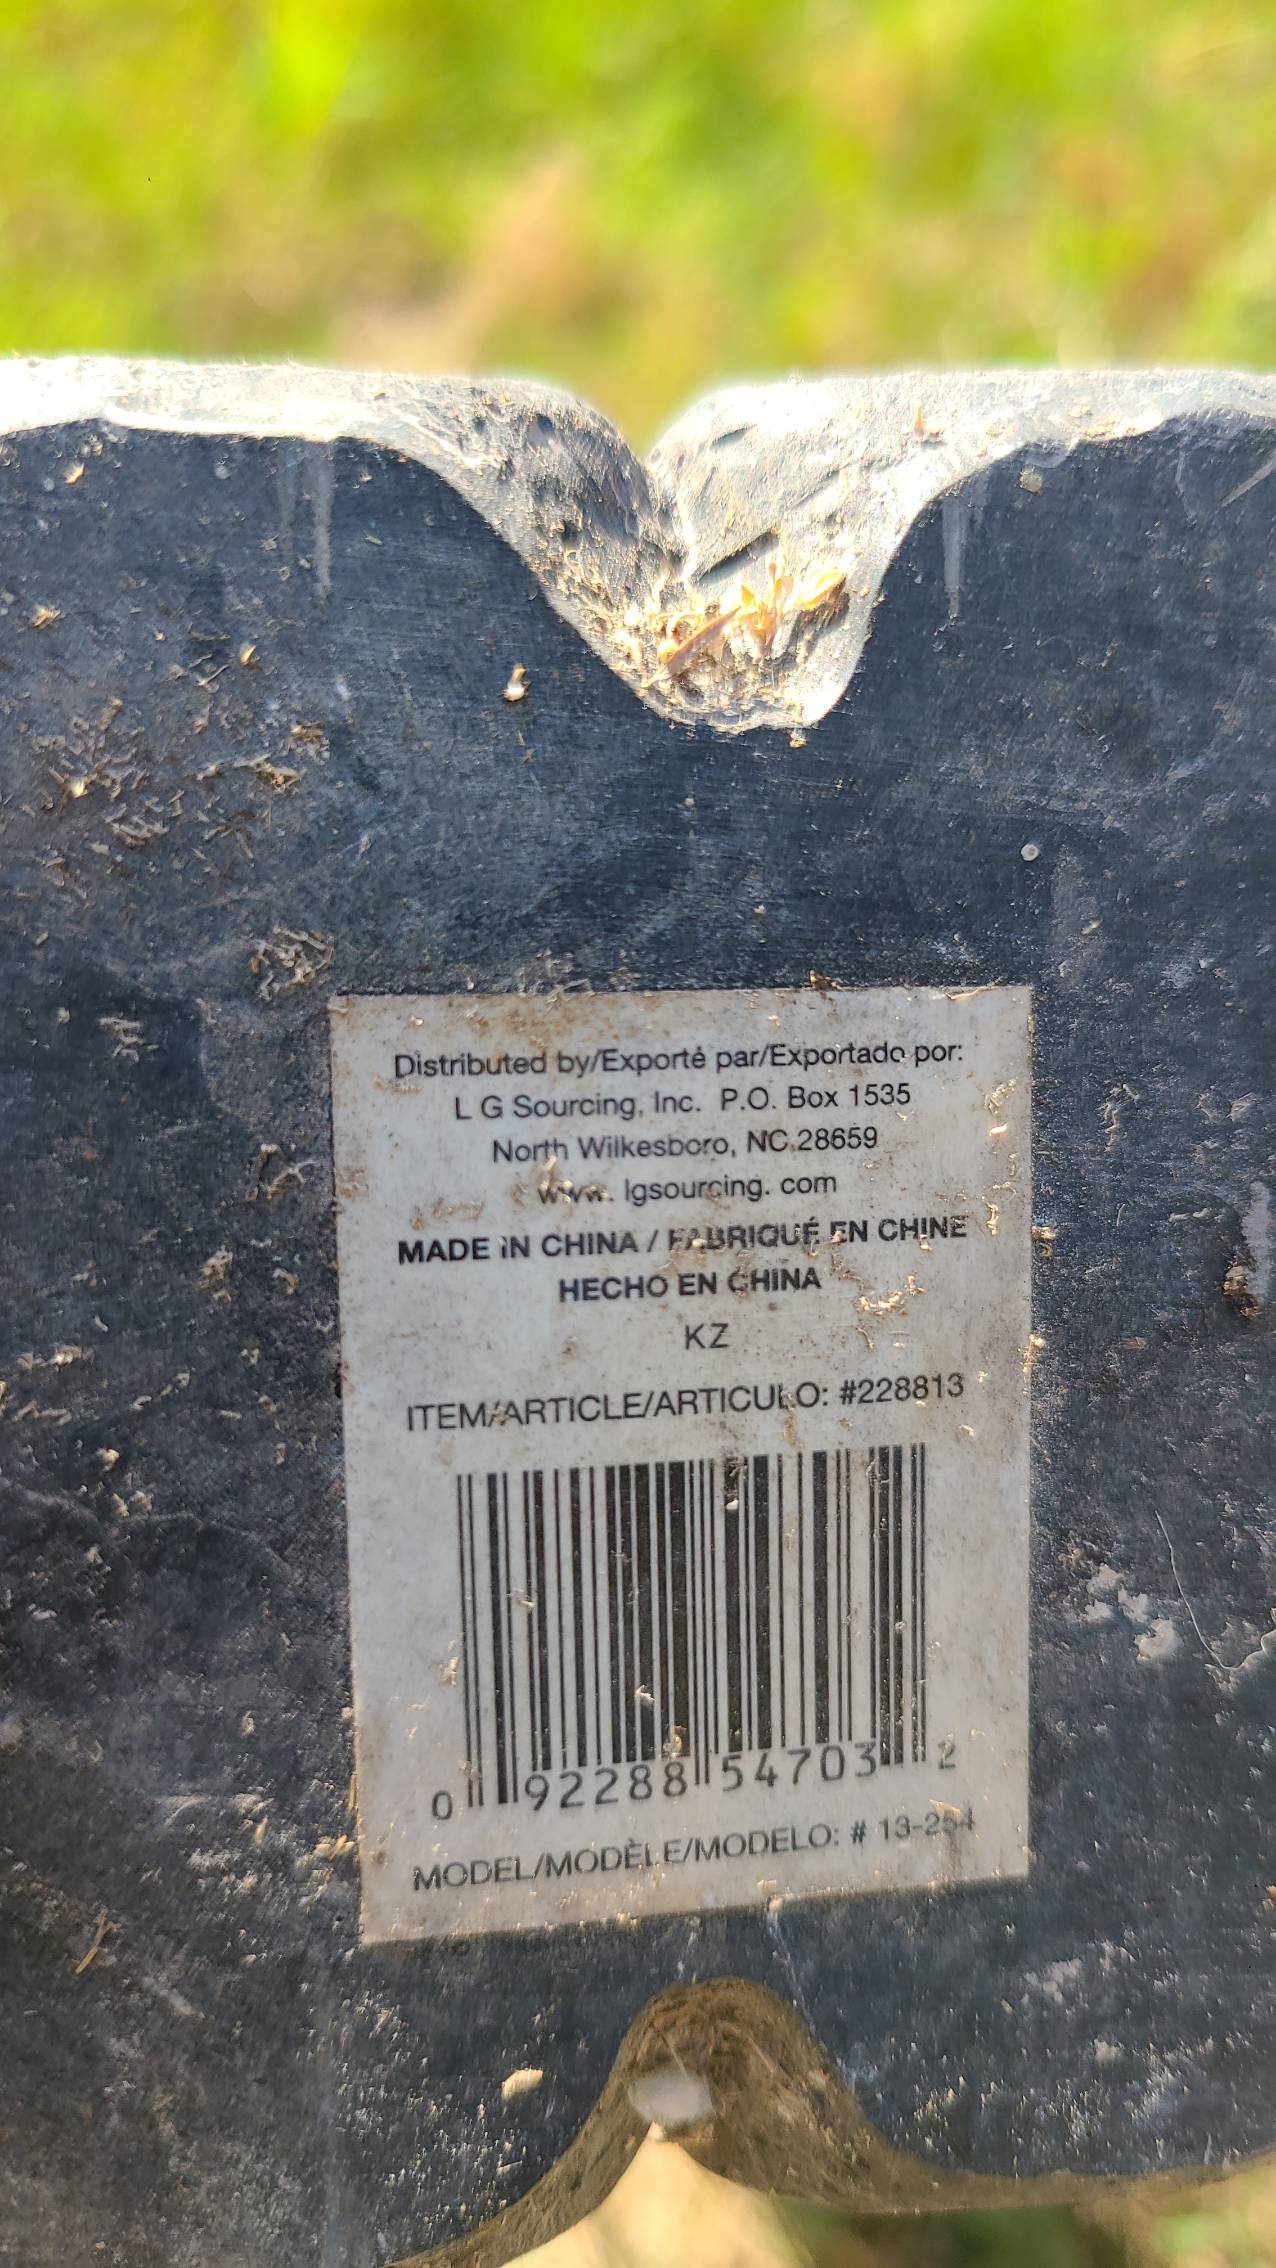 Distributed by/Exporté par/Exportado por:
L G Sourcing, Inc. P.O. Box 1535
North Wilkesboro, NC 28659
www. lgsourcing. com
MADE IN CHINA / FABRIQUÉ EN CHINE
HECHO EN CHINA
KZ
ITEM/ARTICLE/ARTICULO: #228813
0 92288 54703 2
MODEL/MODÈLE/MODELO: # 13-254